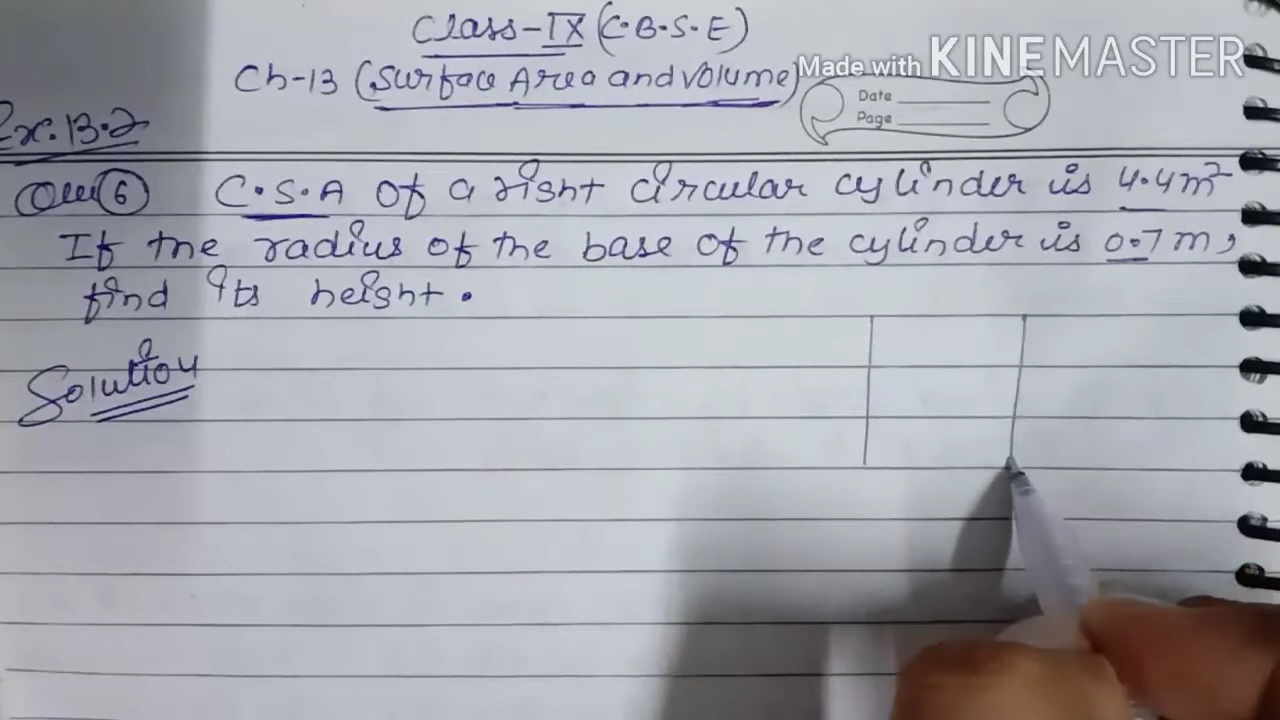 Class-IX (C.B.S.E)
Made with KINEMASTER
Ch-13 (Surface Area and Volume)
Date
Page
Ex. 13.2
Que 6 C.S.A of a right circular cylinder is 4.4m²
If the radius of the base of the cylinder is 0.7m,
find its height.
Solution